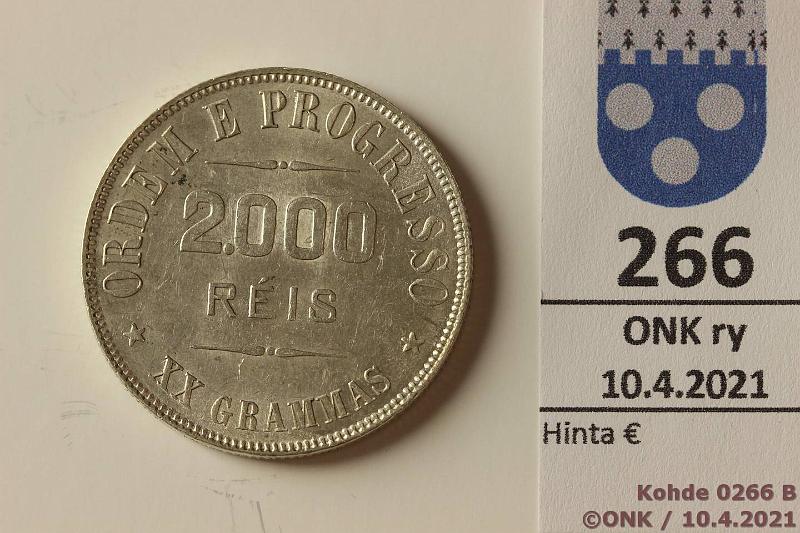 ORDEM E PROGRESSO
2.000
RÉIS
XX GRAMMAS
266
ONK ry
10.4.2021
Hinta €
Kohde 0266 B
©ONK / 10.4.2021